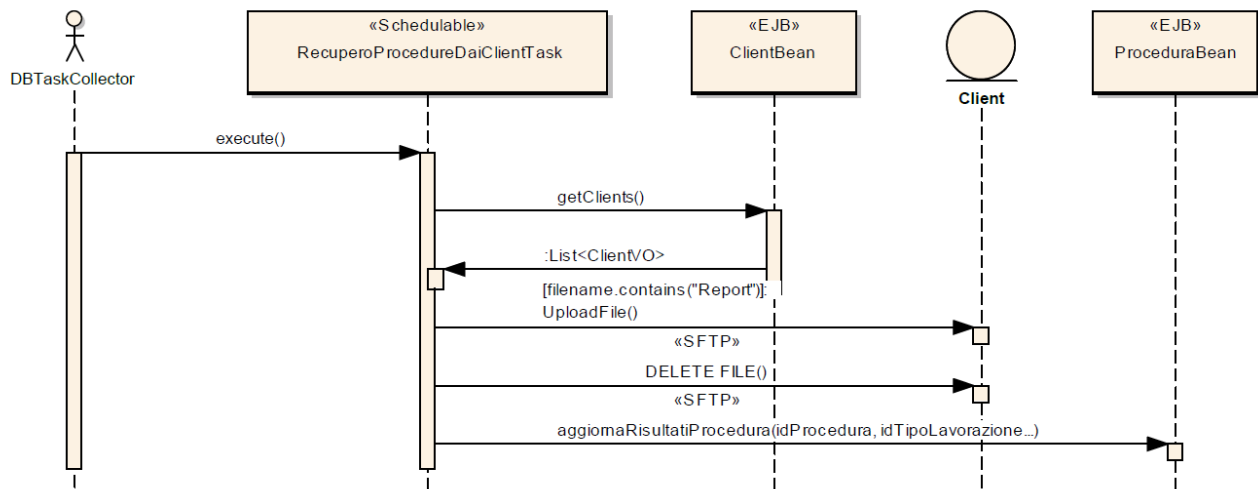 «Schedulable»
RecuperoProcedureDaiClientTask
«EJB»
ClientBean
«EJB»
ProceduraBean
DBTaskCollector
Client
execute()
getClients()
:List<ClientVO>
[filename.contains("Report")]:
UploadFile()
«SFTP»
DELETE FILE()
«SFTP»
aggiornaRisultatiProcedura(idProcedura, idTipoLavorazione...)